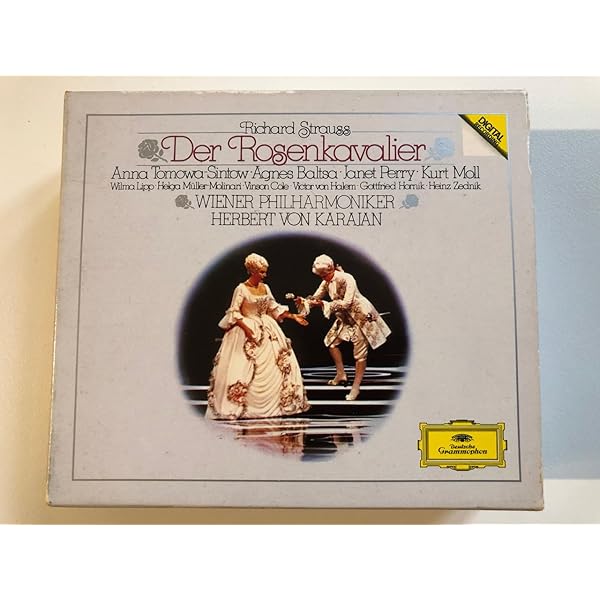 Richard Strauss
DIGITAL
RECORDING
Der Rosenkavalier
Anna Tomowa-Sintow · Agnes Baltsa · Janet Perry · Kurt Moll
Wilma Lipp · Helga Müller-Molinari · Vinson Cole · Victor von Halem · Gottfried Hornik · Heinz Zednik
WIENER PHILHARMONIKER
HERBERT VON KARAJAN
Deutsche
Grammophon